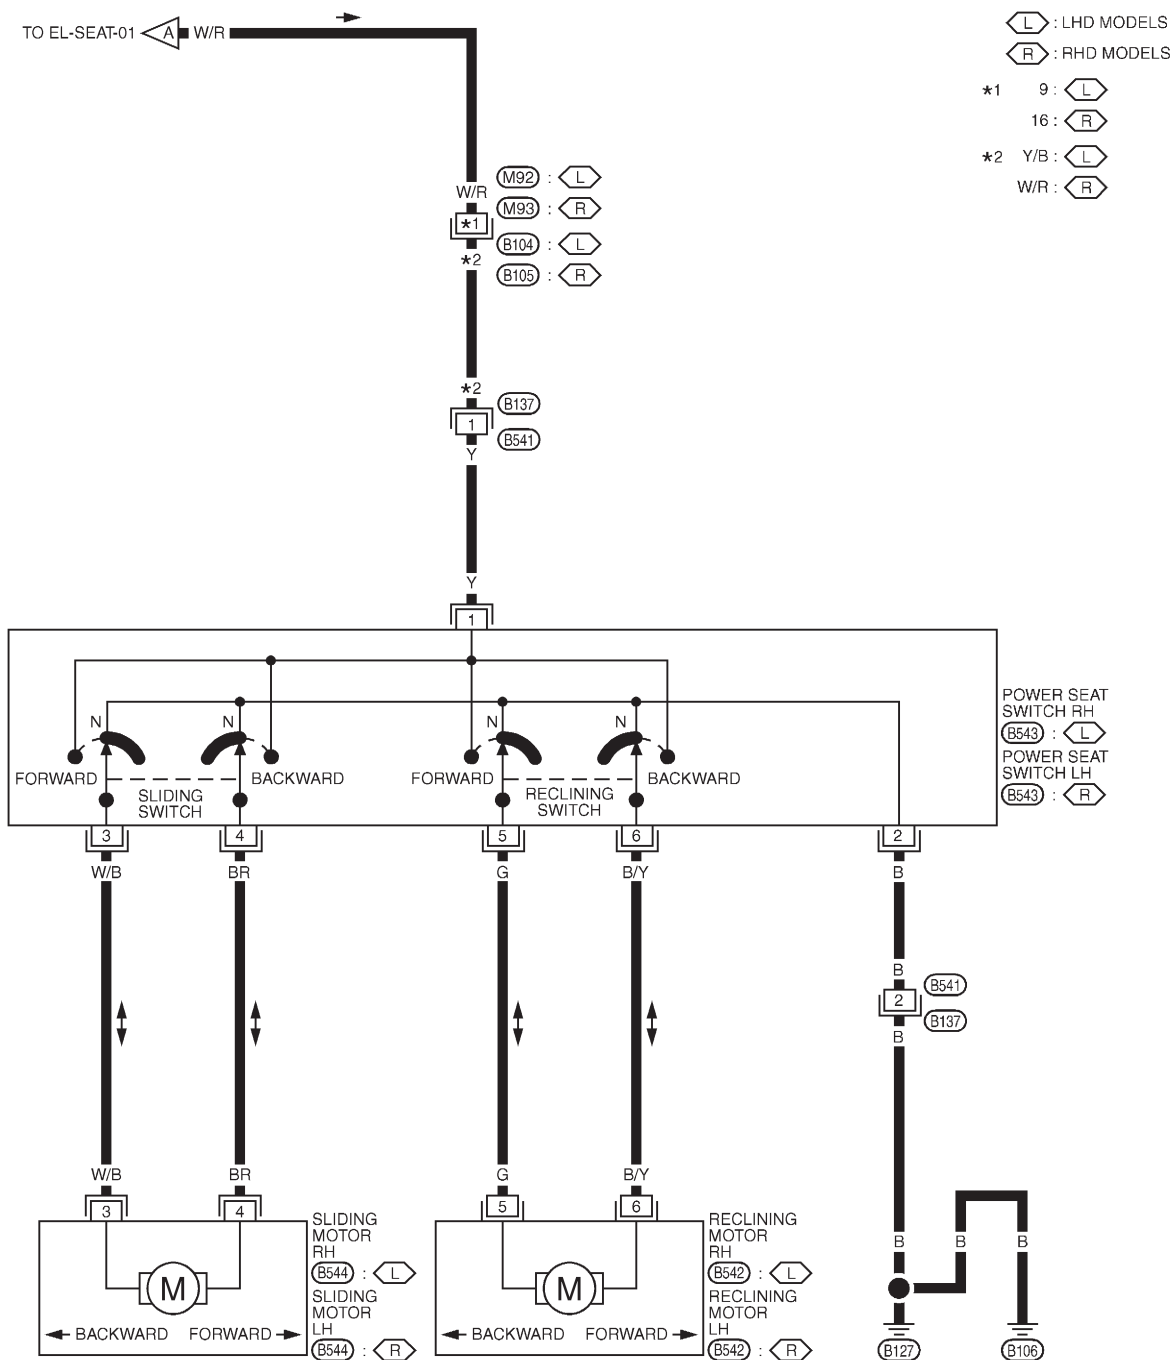 TO EL-SEAT-01 A W/R
L : LHD MODELS
R : RHD MODELS
*1 9 : L
16 : R
*2 Y/B : L
W/R : R
W/R
M92 : L
M93 : R
*1
B104 : L
*2
B105 : R
*2
B137
1
B541
Y
Y
1
N N N N
FORWARD BACKWARD FORWARD BACKWARD
SLIDING
SWITCH
RECLINING
SWITCH
POWER SEAT
SWITCH RH
B543 : L
POWER SEAT
SWITCH LH
B543 : R
3 4 5 6 2
W/B BR G B/Y B
B
B541
2
B137
B
W/B BR G B/Y
3 4 5 6
M M
BACKWARD FORWARD
BACKWARD FORWARD
SLIDING
MOTOR
RH
B544 : L
SLIDING
MOTOR
LH
B544 : R
RECLINING
MOTOR
RH
B542 : L
RECLINING
MOTOR
LH
B542 : R
B B B
B127 B106